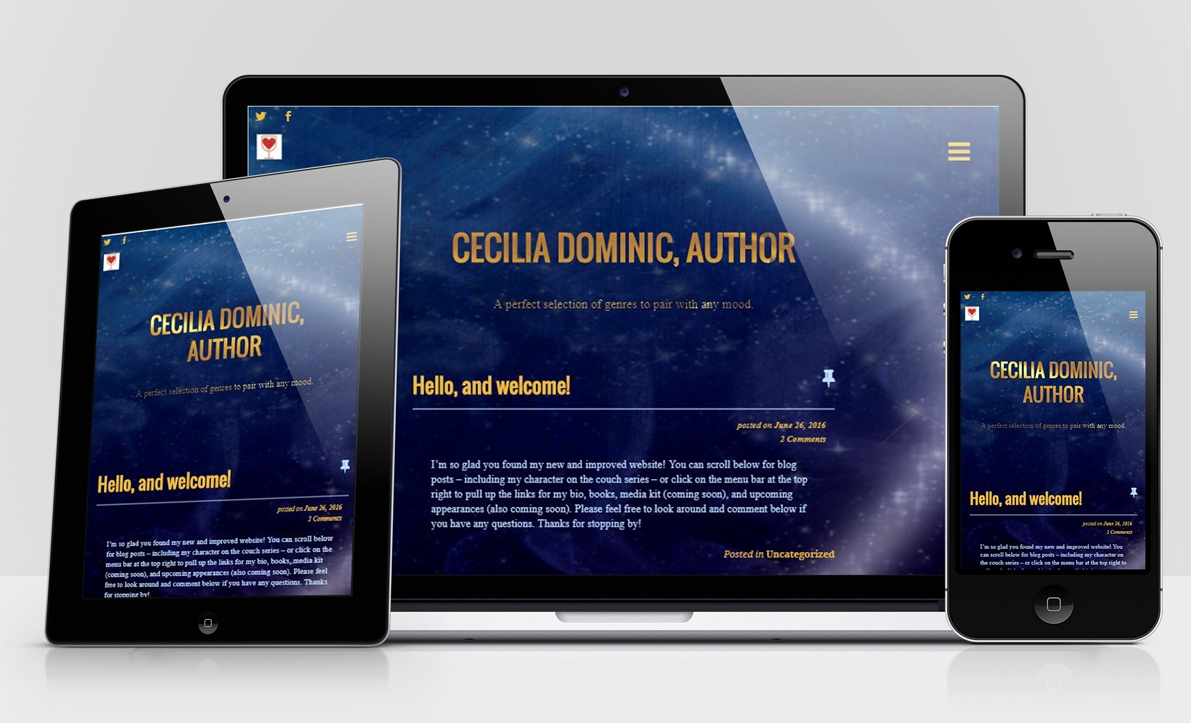 CECILIA DOMINIC, AUTHOR
A perfect selection of genres to pair with any mood.
Hello, and welcome!
posted on June 26, 2016
2 Comments
I'm so glad you found my new and improved website! You can scroll below for blog
posts – including my character on the couch series – or click on the menu bar at the top
right to pull up the links for my bio, books, media kit (coming soon), and upcoming
appearances (also coming soon). Please feel free to look around and comment below if
you have any questions. Thanks for stopping by!
Posted in Uncategorized
CECILIA DOMINIC,
AUTHOR
A perfect selection of genres to pair with any mood.
Hello, and welcome!
posted on June 26, 2016
2 Comments
I'm so glad you found my new and improved website! You can scroll below
for blog posts – including my character on the couch series – or click on the
menu bar at the top right to pull up the links for my bio, books, media kit
(coming soon), and upcoming appearances (also coming soon). Please feel
free to look around and comment below if you have any questions. Thanks
for stopping by!
CECILIA DOMINIC,
AUTHOR
A perfect selection of genres to pair with any mood.
Hello, and welcome!
posted on June 26, 2016
2 Comments
I'm so glad you found my new and improved website! You
can scroll below for blog posts – including my character on
the couch series – or click on the menu bar at the top right to